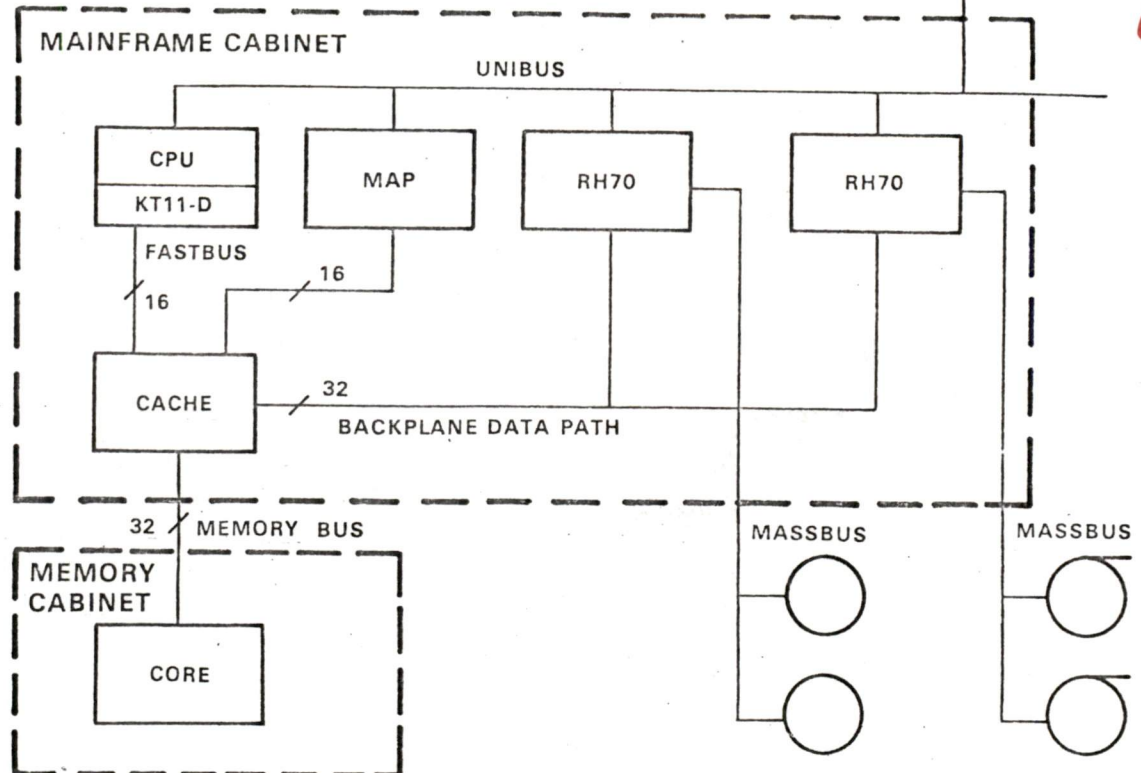 MAINFRAME CABINET
UNIBUS
CPU
KT11-D
MAP
RH70
RH70
FASTBUS
16
16
CACHE
32
BACKPLANE DATA PATH
32
MEMORY BUS
MASSBUS
MASSBUS
MEMORY
CABINET
CORE